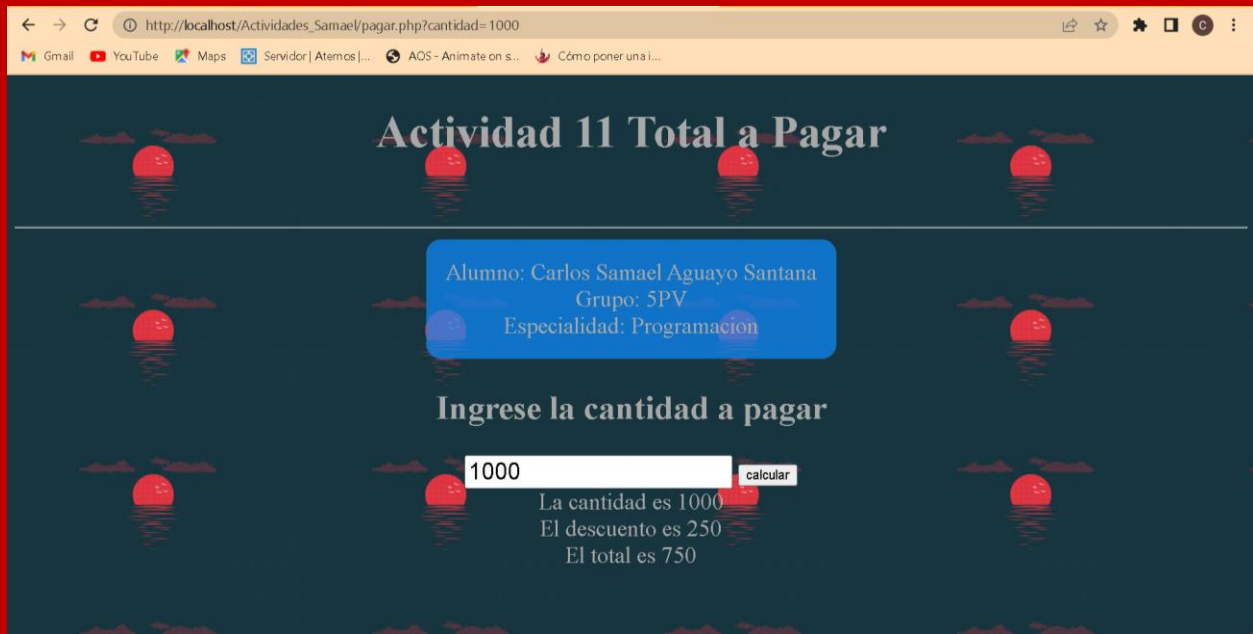 http://localhost/Actividades_Samael/pagar.php?cantidad=1000
C
Gmail YouTube Maps Servidor | Aternos |... AOS - Animate on s... Cómo poner una i...
Actividad 11 Total a Pagar
Alumno: Carlos Samael Aguayo Santana
Grupo: 5PV
Especialidad: Programacion
Ingrese la cantidad a pagar
1000 calcular
La cantidad es 1000
El descuento es 250
El total es 750